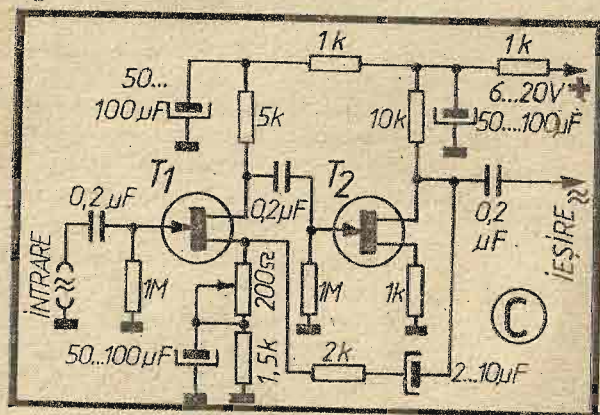 1k
1k
50...
100µF
5k
10k
6...20V +
50....100µF
T1
T2
0,2µF
0,2µF
0,2
µF
INTRARE
IEȘIRE
1M
200Ω
1M
1k
C
50...100µF
1,5k
2k
2...10µF